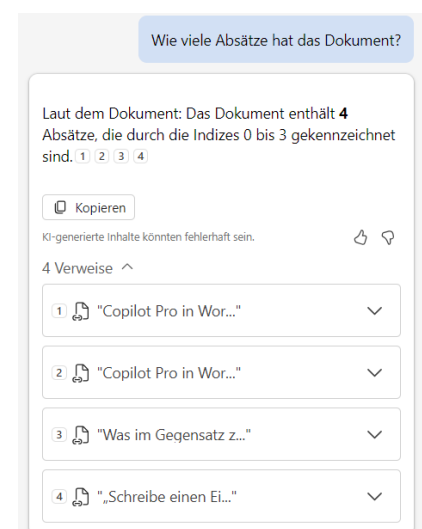 Wie viele Absätze hat das Dokument?
Laut dem Dokument: Das Dokument enthält 4
Absätze, die durch die Indizes 0 bis 3 gekennzeichnet
sind. 1 2 3 4
Kopieren
KI-generierte Inhalte könnten fehlerhaft sein.
4 Verweise
1 "Copilot Pro in Wor..."
2 "Copilot Pro in Wor..."
3 "Was im Gegensatz z..."
4 "„Schreibe einen Ei..."